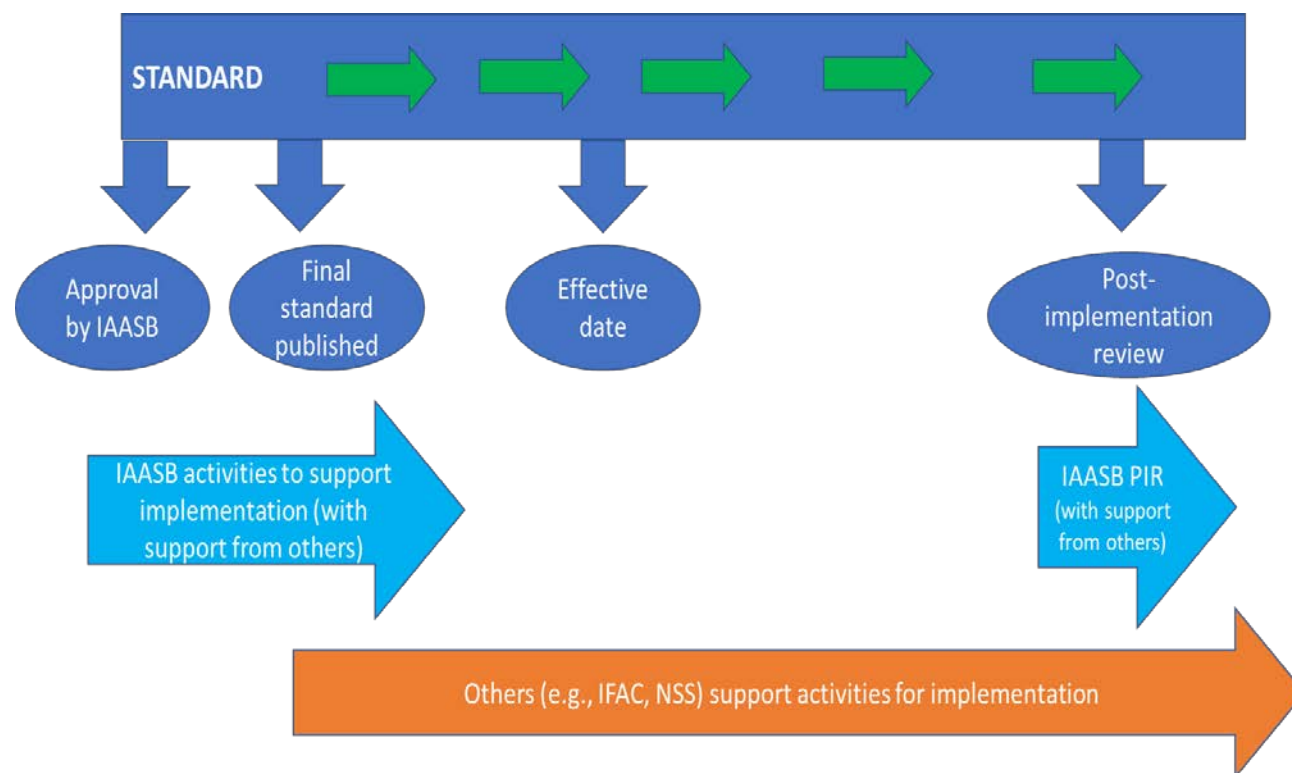 STANDARD
Approval
by IAASB
Final
standard
published
Effective
date
Post-
implementation
review
IAASB activities to support
implementation (with
support from others)
IAASB PIR
(with support
from others)
Others (e.g., IFAC, NSS) support activities for implementation